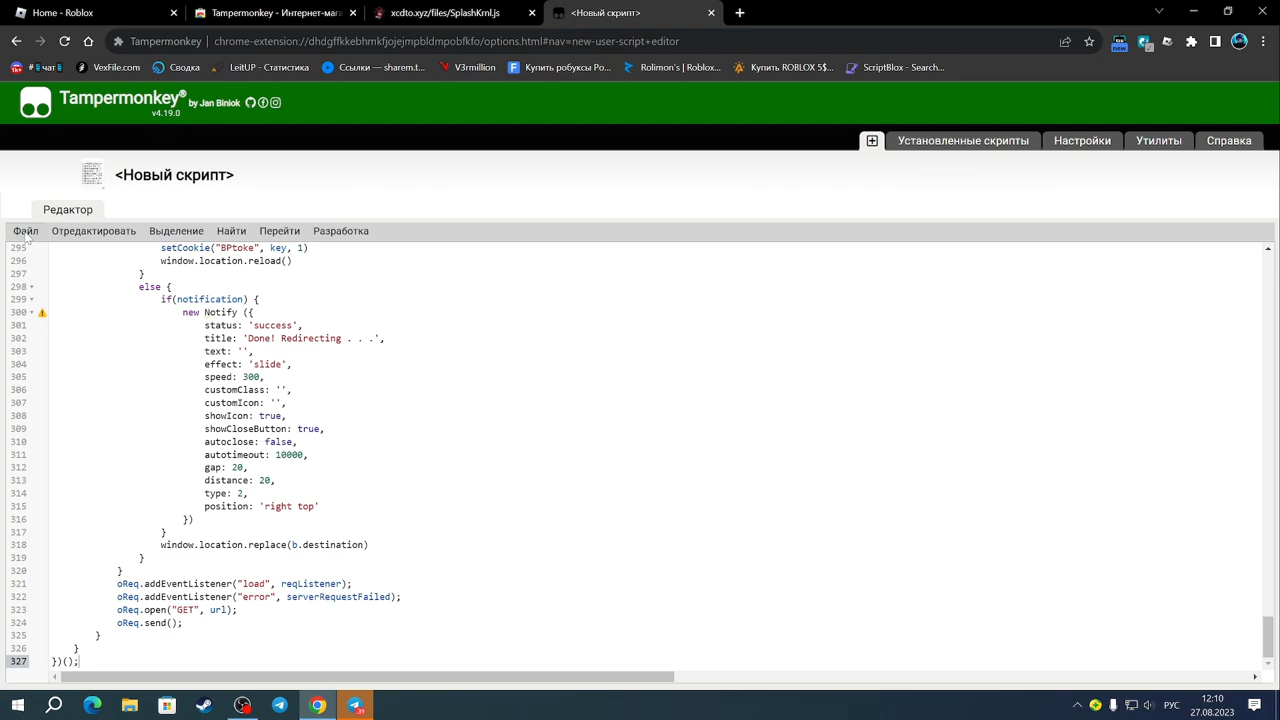 Home - Roblox
Tampermonkey - Интернет-мага
xcdto.xyz/files/SplashKrnl.js
<Новый скрипт>
Tampermonkey | chrome-extension://dhdgffkkebhmkfjojejmpbldmpobfkfo/options.html#nav=new-user-script+editor
new
#🚹чат🚹
VexFile.com
Сводка
LeitUP - Статистика
Ссылки — sharem.t...
V3rmillion
Купить робуксы Ро...
Rolimon's | Roblox...
Купить ROBLOX 5$...
ScriptBlox - Search...
Tampermonkey® by Jan Biniok
v4.19.0
Установленные скрипты
Настройки
Утилиты
Справка
<Новый скрипт>
Редактор
Файл Отредактировать Выделение Найти Перейти Разработка
295 setCookie("BPtoke", key, 1)
296 window.location.reload()
297 }
298 else {
299 if(notification) {
300 new Notify ({
301 status: 'success',
302 title: 'Done! Redirecting . . .',
303 text: '',
304 effect: 'slide',
305 speed: 300,
306 customClass: '',
307 customIcon: '',
308 showIcon: true,
309 showCloseButton: true,
310 autoclose: false,
311 autotimeout: 10000,
312 gap: 20,
313 distance: 20,
314 type: 2,
315 position: 'right top'
316 })
317 }
318 window.location.replace(b.destination)
319 }
320 }
321 oReq.addEventListener("load", reqListener);
322 oReq.addEventListener("error", serverRequestFailed);
323 oReq.open("GET", url);
324 oReq.send();
325 }
326 }
327 })();
РУС
12:10
27.08.2023